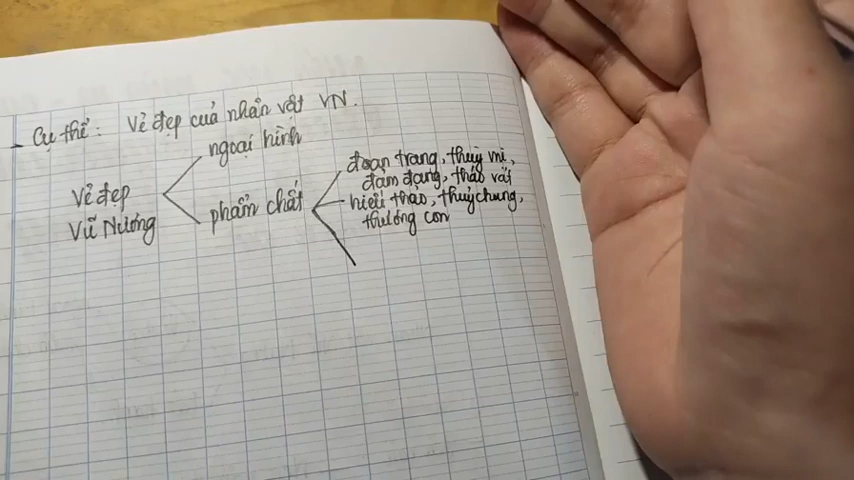 - Cụ thể: Vẻ đẹp của nhân vật VN.
ngoại hình
Vẻ đẹp
Vũ Nương
phẩm chất
đoan trang, thuỳ mị,
đảm đang, tháo vát
hiếu thảo, thuỷ chung,
thương con